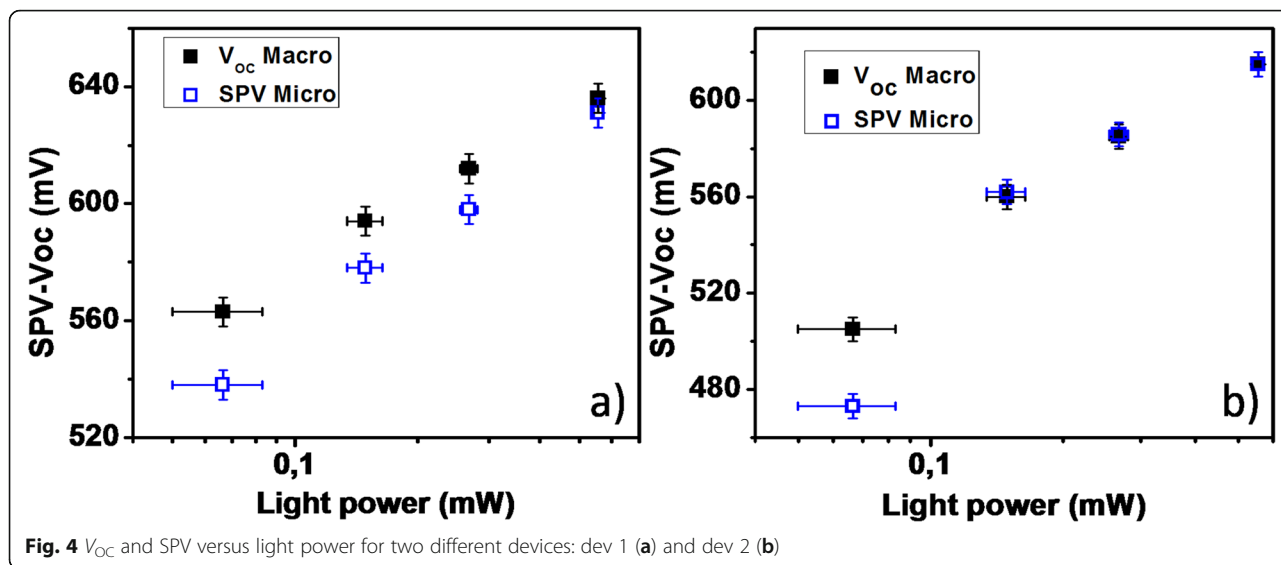 V_OC Macro
SPV Micro
SPV-Voc (mV)
640
600
560
520
0,1
Light power (mW)
a)
V_OC Macro
SPV Micro
SPV-Voc (mV)
600
560
520
480
0,1
Light power (mW)
b)
Fig. 4 V_OC and SPV versus light power for two different devices: dev 1 (a) and dev 2 (b)